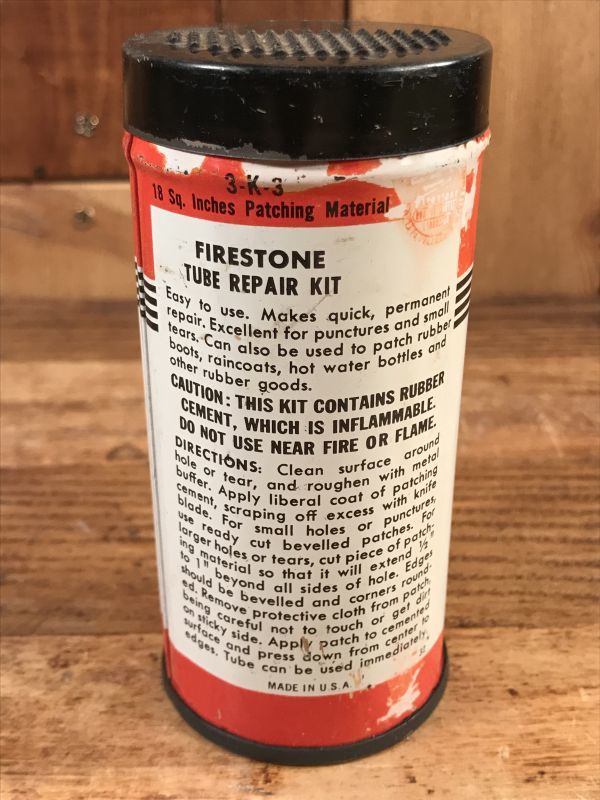 3-K-3
18 Sq. Inches Patching Material
FIRESTONE
TUBE REPAIR KIT
Easy to use. Makes quick, permanent
repair. Excellent for punctures and small
tears. Can also be used to patch rubber
boots, raincoats, hot water bottles and
other rubber goods.
CAUTION: THIS KIT CONTAINS RUBBER
CEMENT, WHICH IS INFLAMMABLE.
DO NOT USE NEAR FIRE OR FLAME.
DIRECTIONS: Clean surface around
hole or tear, and roughen with metal
buffer. Apply liberal coat of patching
cement, scraping off excess with knife
blade. For small holes or punctures,
use ready cut bevelled patches. For
larger holes or tears, cut piece of patch-
ing material so that it will extend ½"
to 1" beyond all sides of hole. Edges
should be bevelled and corners round-
ed. Remove protective cloth from patch,
being careful not to touch or get dirt
on sticky side. Apply patch to cemented
surface and press down from center to
edges. Tube can be used immediately.
MADE IN U.S.A.